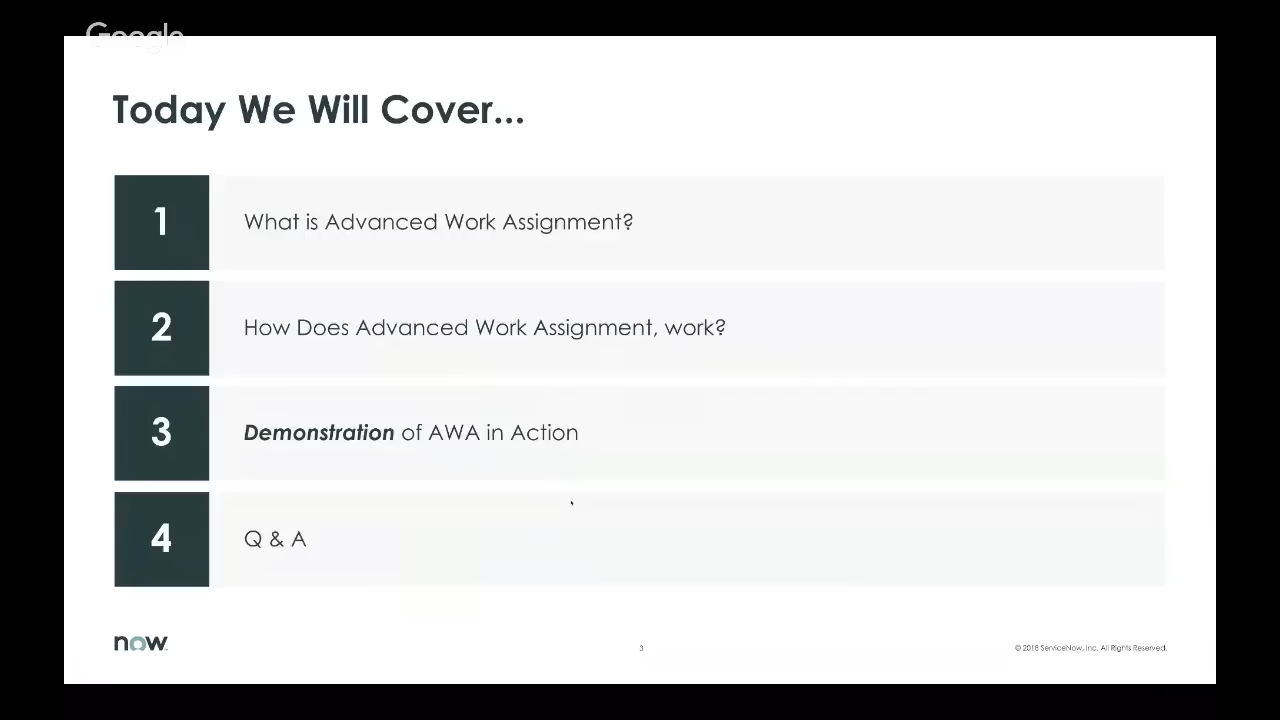 Google
Today We Will Cover...
1
What is Advanced Work Assignment?
2
How Does Advanced Work Assignment, work?
3
Demonstration of AWA in Action
4
Q & A
now
3
© 2018 ServiceNow, Inc. All Rights Reserved.